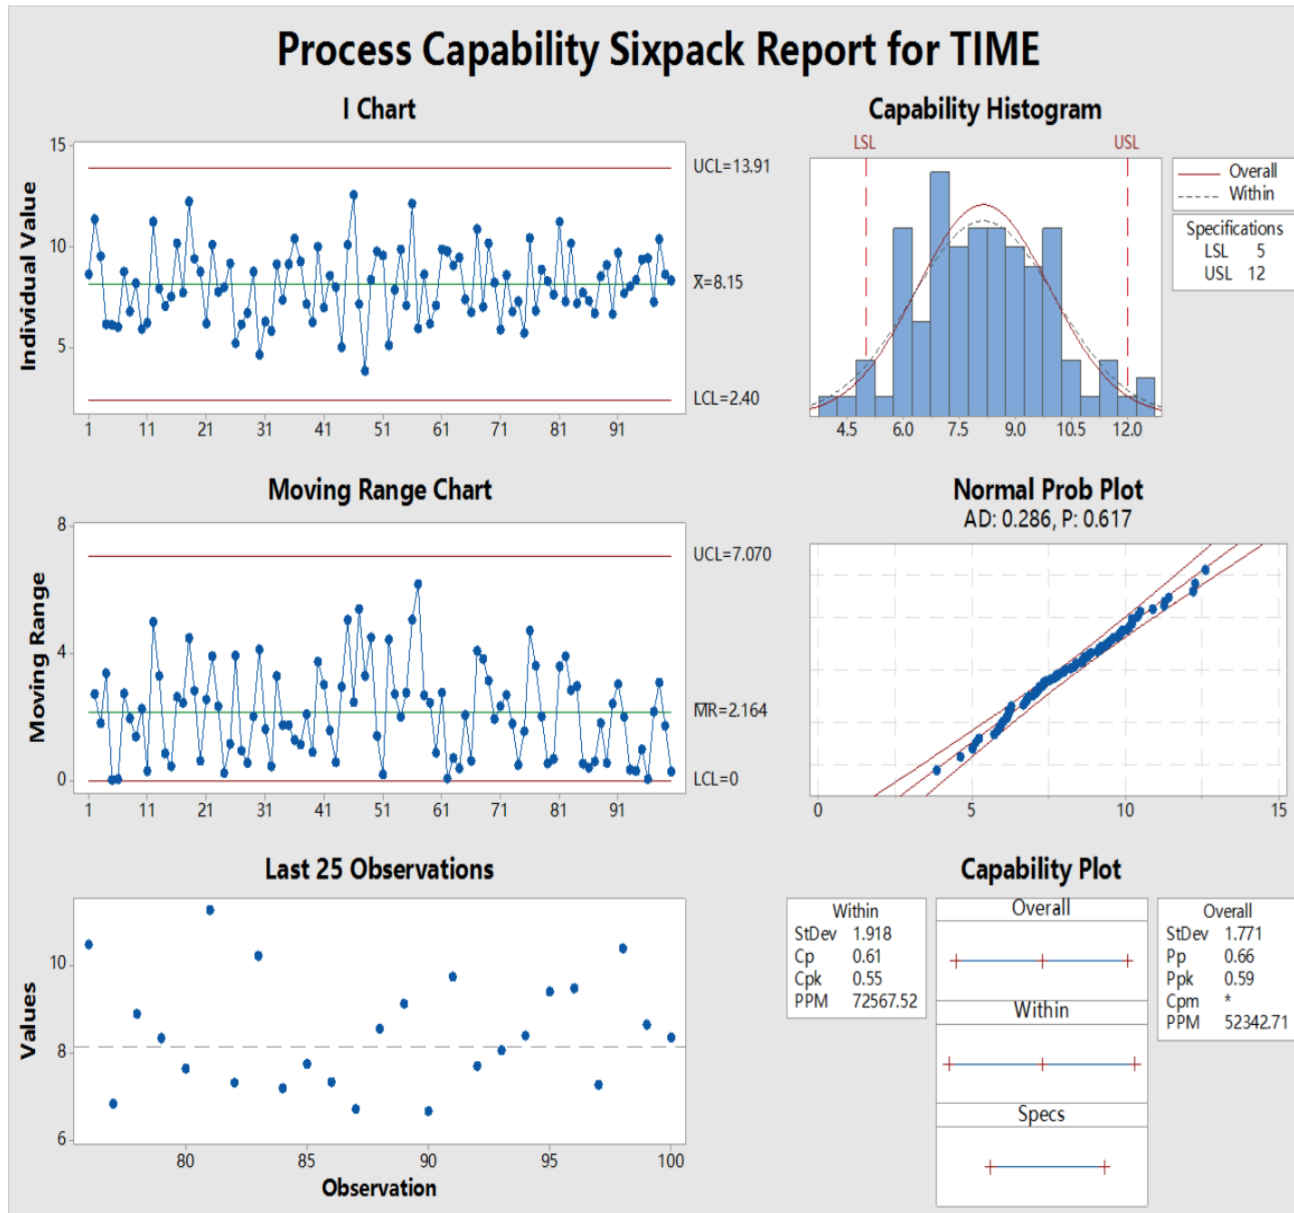 Process Capability Sixpack Report for TIME
I Chart
Individual Value
15
10
5
UCL=13.91
X̄=8.15
LCL=2.40
1 11 21 31 41 51 61 71 81 91
Capability Histogram
LSL USL
4.5 6.0 7.5 9.0 10.5 12.0
Overall
Within
Specifications
LSL 5
USL 12
Moving Range Chart
Moving Range
8
4
0
UCL=7.070
M̅R̅=2.164
LCL=0
1 11 21 31 41 51 61 71 81 91
Normal Prob Plot
AD: 0.286, P: 0.617
0 5 10 15
Last 25 Observations
Values
10
8
6
80 85 90 95 100
Observation
Capability Plot
Within
StDev 1.918
Cp 0.61
Cpk 0.55
PPM 72567.52
Overall
Within
Specs
Overall
StDev 1.771
Pp 0.66
Ppk 0.59
Cpm *
PPM 52342.71